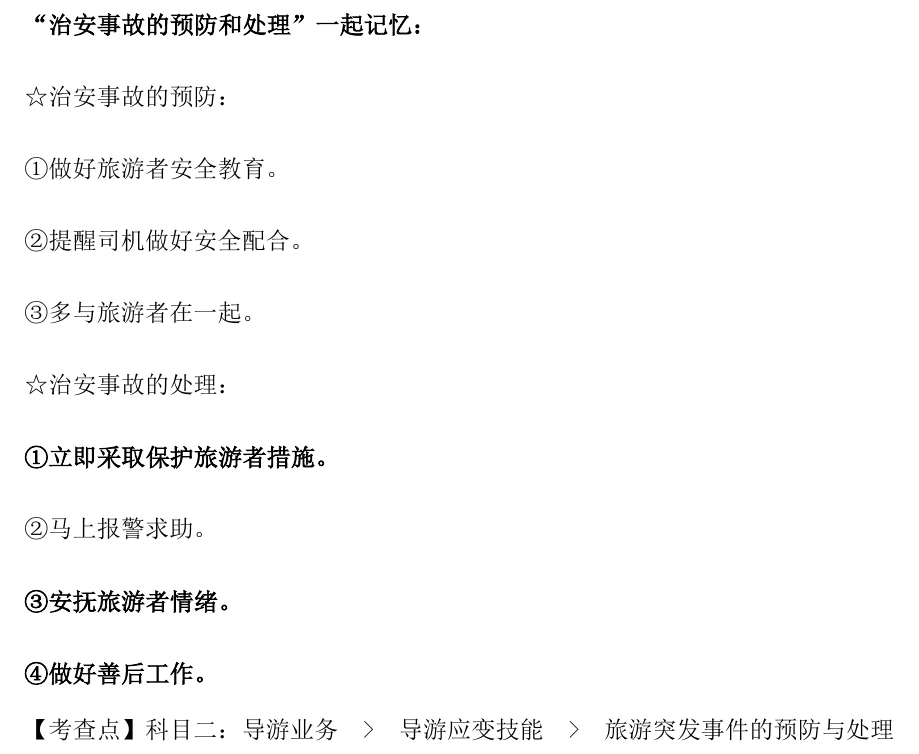 “治安事故的预防和处理”一起记忆：
☆治安事故的预防：
①做好旅游者安全教育。
②提醒司机做好安全配合。
③多与旅游者在一起。
☆治安事故的处理：
①立即采取保护旅游者措施。
②马上报警求助。
③安抚旅游者情绪。
④做好善后工作。
【考查点】科目二：导游业务 > 导游应变技能 > 旅游突发事件的预防与处理